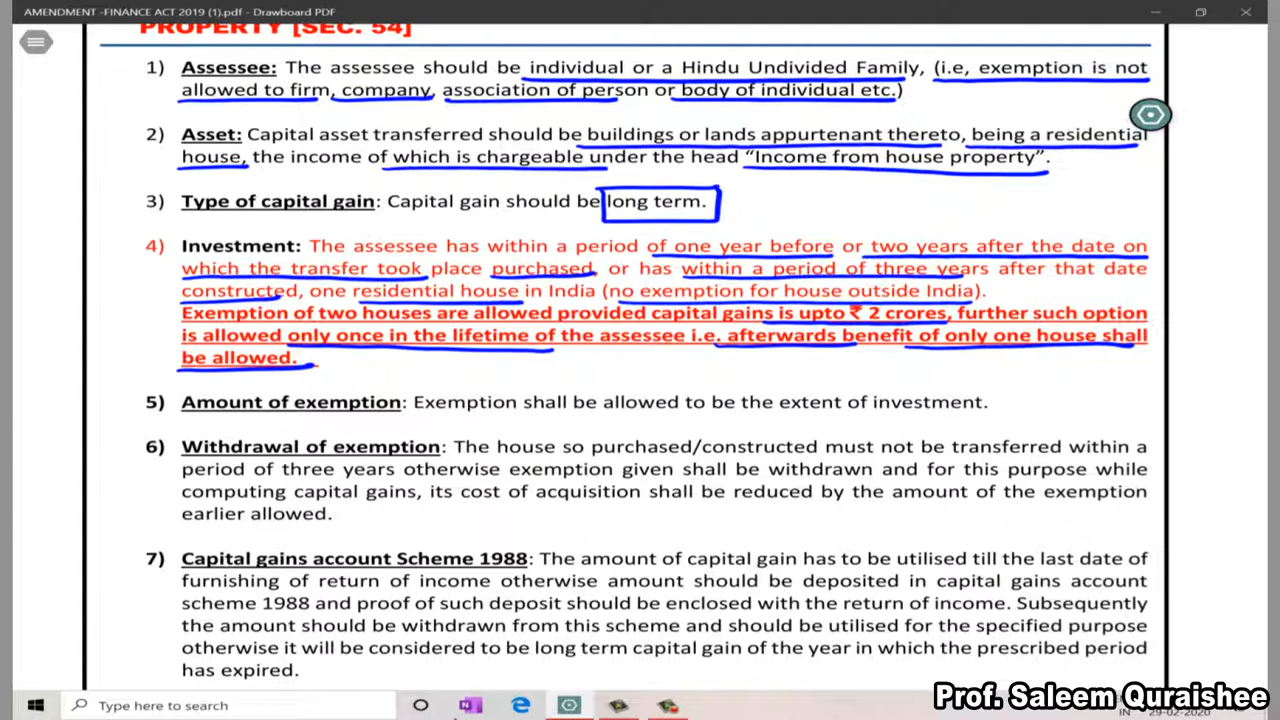 AMENDMENT -FINANCE ACT 2019 (1).pdf - Drawboard PDF
PROPERTY [SEC. 54]
1) Assessee: The assessee should be individual or a Hindu Undivided Family, (i.e, exemption is not
allowed to firm, company, association of person or body of individual etc.)
2) Asset: Capital asset transferred should be buildings or lands appurtenant thereto, being a residential
house, the income of which is chargeable under the head “Income from house property”.
3) Type of capital gain: Capital gain should be long term.
4) Investment: The assessee has within a period of one year before or two years after the date on
which the transfer took place purchased, or has within a period of three years after that date
constructed, one residential house in India (no exemption for house outside India).
Exemption of two houses are allowed provided capital gains is upto ₹ 2 crores, further such option
is allowed only once in the lifetime of the assessee i.e. afterwards benefit of only one house shall
be allowed.
5) Amount of exemption: Exemption shall be allowed to be the extent of investment.
6) Withdrawal of exemption: The house so purchased/constructed must not be transferred within a
period of three years otherwise exemption given shall be withdrawn and for this purpose while
computing capital gains, its cost of acquisition shall be reduced by the amount of the exemption
earlier allowed.
7) Capital gains account Scheme 1988: The amount of capital gain has to be utilised till the last date of
furnishing of return of income otherwise amount should be deposited in capital gains account
scheme 1988 and proof of such deposit should be enclosed with the return of income. Subsequently
the amount should be withdrawn from this scheme and should be utilised for the specified purpose
otherwise it will be considered to be long term capital gain of the year in which the prescribed period
has expired.
Type here to search
Prof. Saleem Quraishee
IN 29-02-2020